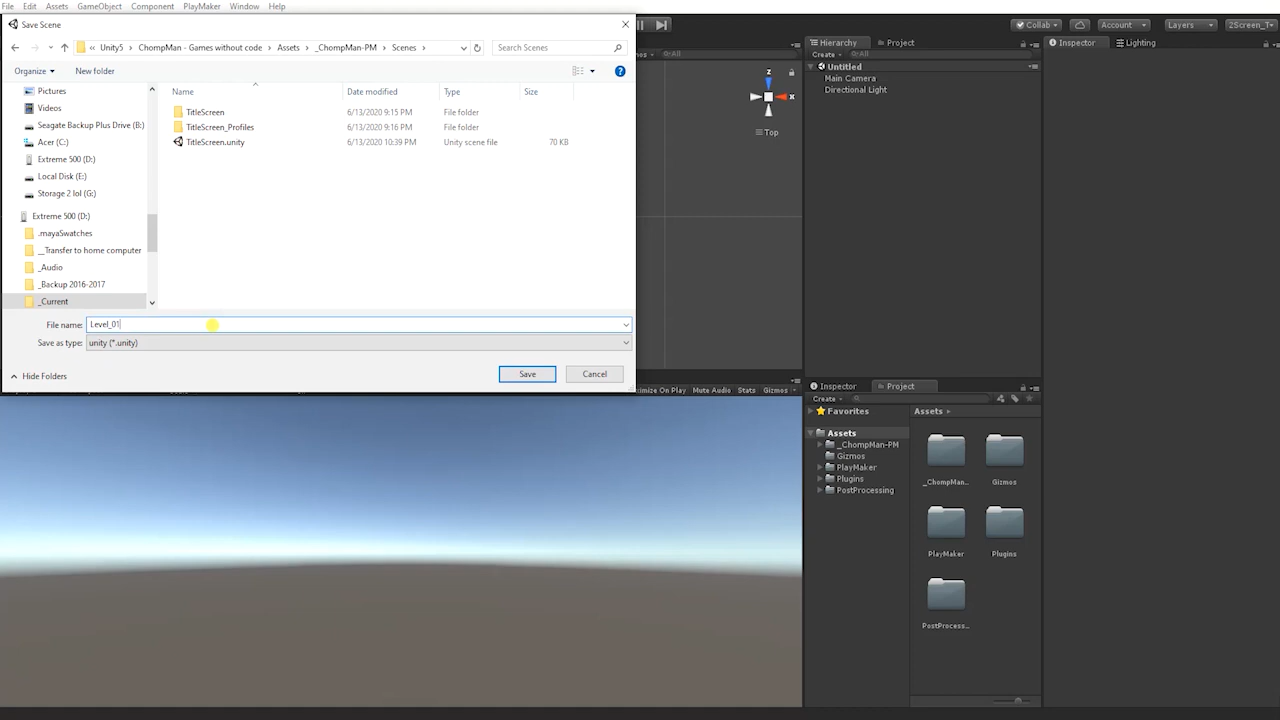 File Edit Assets GameObject Component PlayMaker Window Help
Save Scene
« Unity5 › ChompMan - Games without code › Assets › _ChompMan-PM › Scenes ›
Search Scenes
Organize
New folder
Name
Date modified
Type
Size
Pictures
Videos
Seagate Backup Plus Drive (B:)
Acer (C:)
Extreme 500 (D:)
Local Disk (E:)
Storage 2 lol (G:)
Extreme 500 (D:)
.mayaSwatches
__Transfer to home computer
_Audio
_Backup 2016-2017
_Current
TitleScreen 6/13/2020 9:15 PM File folder
TitleScreen_Profiles 6/13/2020 9:16 PM File folder
TitleScreen.unity 6/13/2020 10:39 PM Unity scene file 70 KB
File name: Level_01
Save as type: unity (*.unity)
Hide Folders
Save
Cancel
Collab
Account
Layers
2Screen_T
All
z
x
Top
Hierarchy
Project
Create
All
Untitled
Main Camera
Directional Light
Inspector
Lighting
Play Mute Audio Stats Gizmos
Inspector
Project
Create
Favorites
Assets
_ChompMan-PM
Gizmos
PlayMaker
Plugins
PostProcessing
Assets
_ChompMan..
Gizmos
PlayMaker
Plugins
PostProcess..